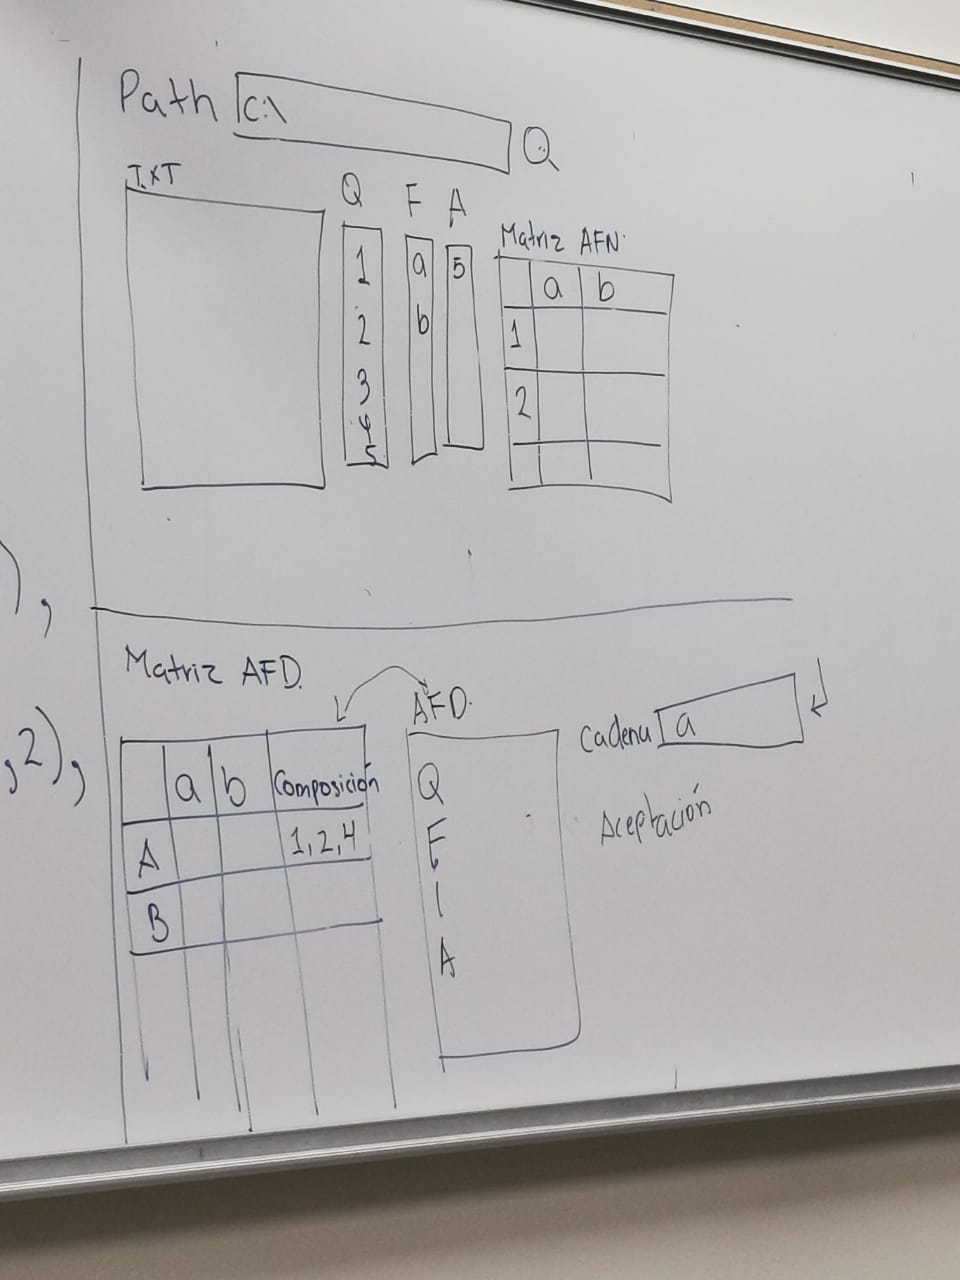 Path C:\
TXT
Q F A
1
2
3
4
5
a
b
5
Matriz AFN.
a b
1
2
),
,2),
Matriz AFD.
a b Composición
A 1,2,4
B
AFD.
Q
F
I
A
Cadena a
Aceptación